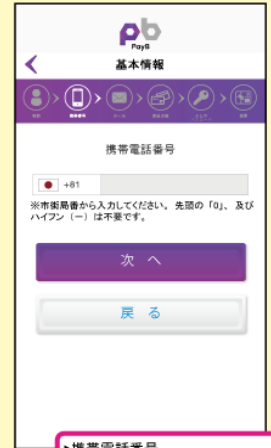 pb
PayB
基本情報
携帯電話番号
+81
※市街局番から入力してください。先頭の「0」、及び
ハイフン（ー）は不要です。
次 へ
戻 る
▶携帯電話番号